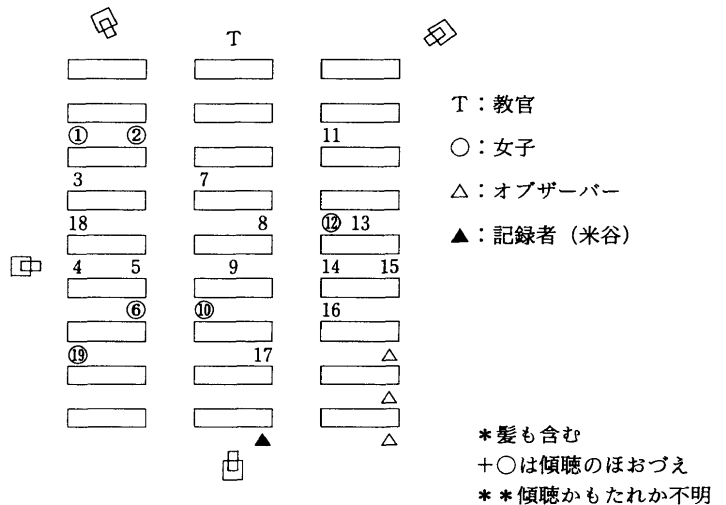 T
① ②
11
3
7
18
8
⑫ 13
4 5
9
14 15
⑥
⑩
16
⑲
17
△
△
▲
△
T：教官
○：女子
△：オブザーバー
▲：記録者（米谷）
＊髪も含む
＋○は傾聴のほおづえ
＊＊傾聴かもたれか不明